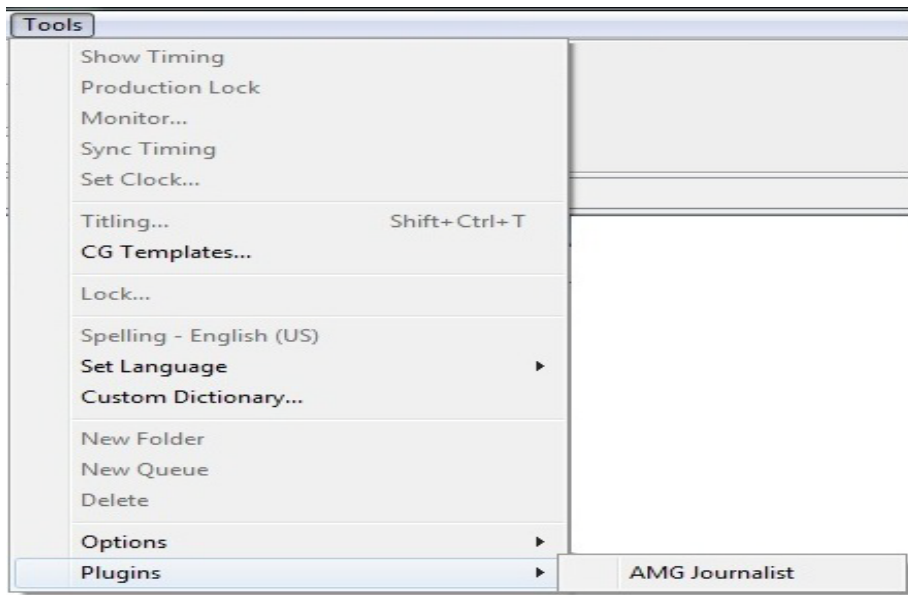 Tools
Show Timing
Production Lock
Monitor...
Sync Timing
Set Clock...
Titling... Shift+Ctrl+T
CG Templates...
Lock...
Spelling - English (US)
Set Language
Custom Dictionary...
New Folder
New Queue
Delete
Options
Plugins AMG Journalist